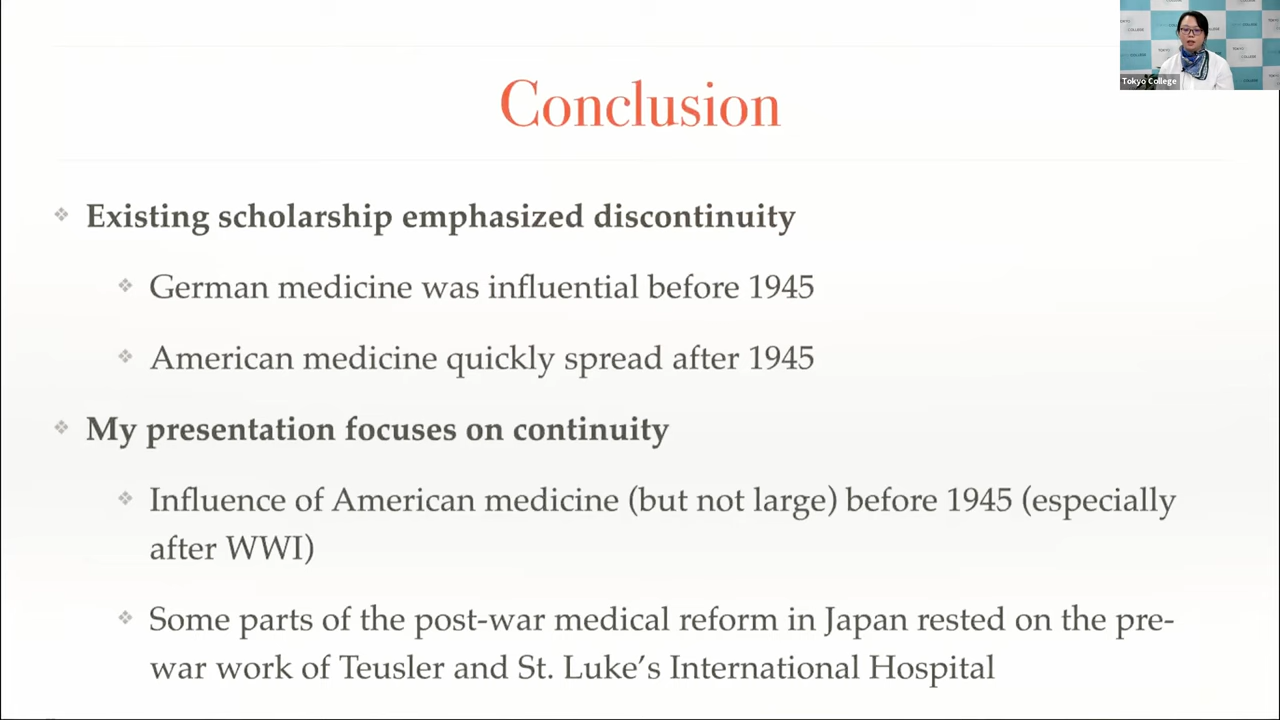 Conclusion
Existing scholarship emphasized discontinuity
German medicine was influential before 1945
American medicine quickly spread after 1945
My presentation focuses on continuity
Influence of American medicine (but not large) before 1945 (especially
after WWI)
Some parts of the post-war medical reform in Japan rested on the pre-
war work of Teusler and St. Luke's International Hospital
Tokyo College